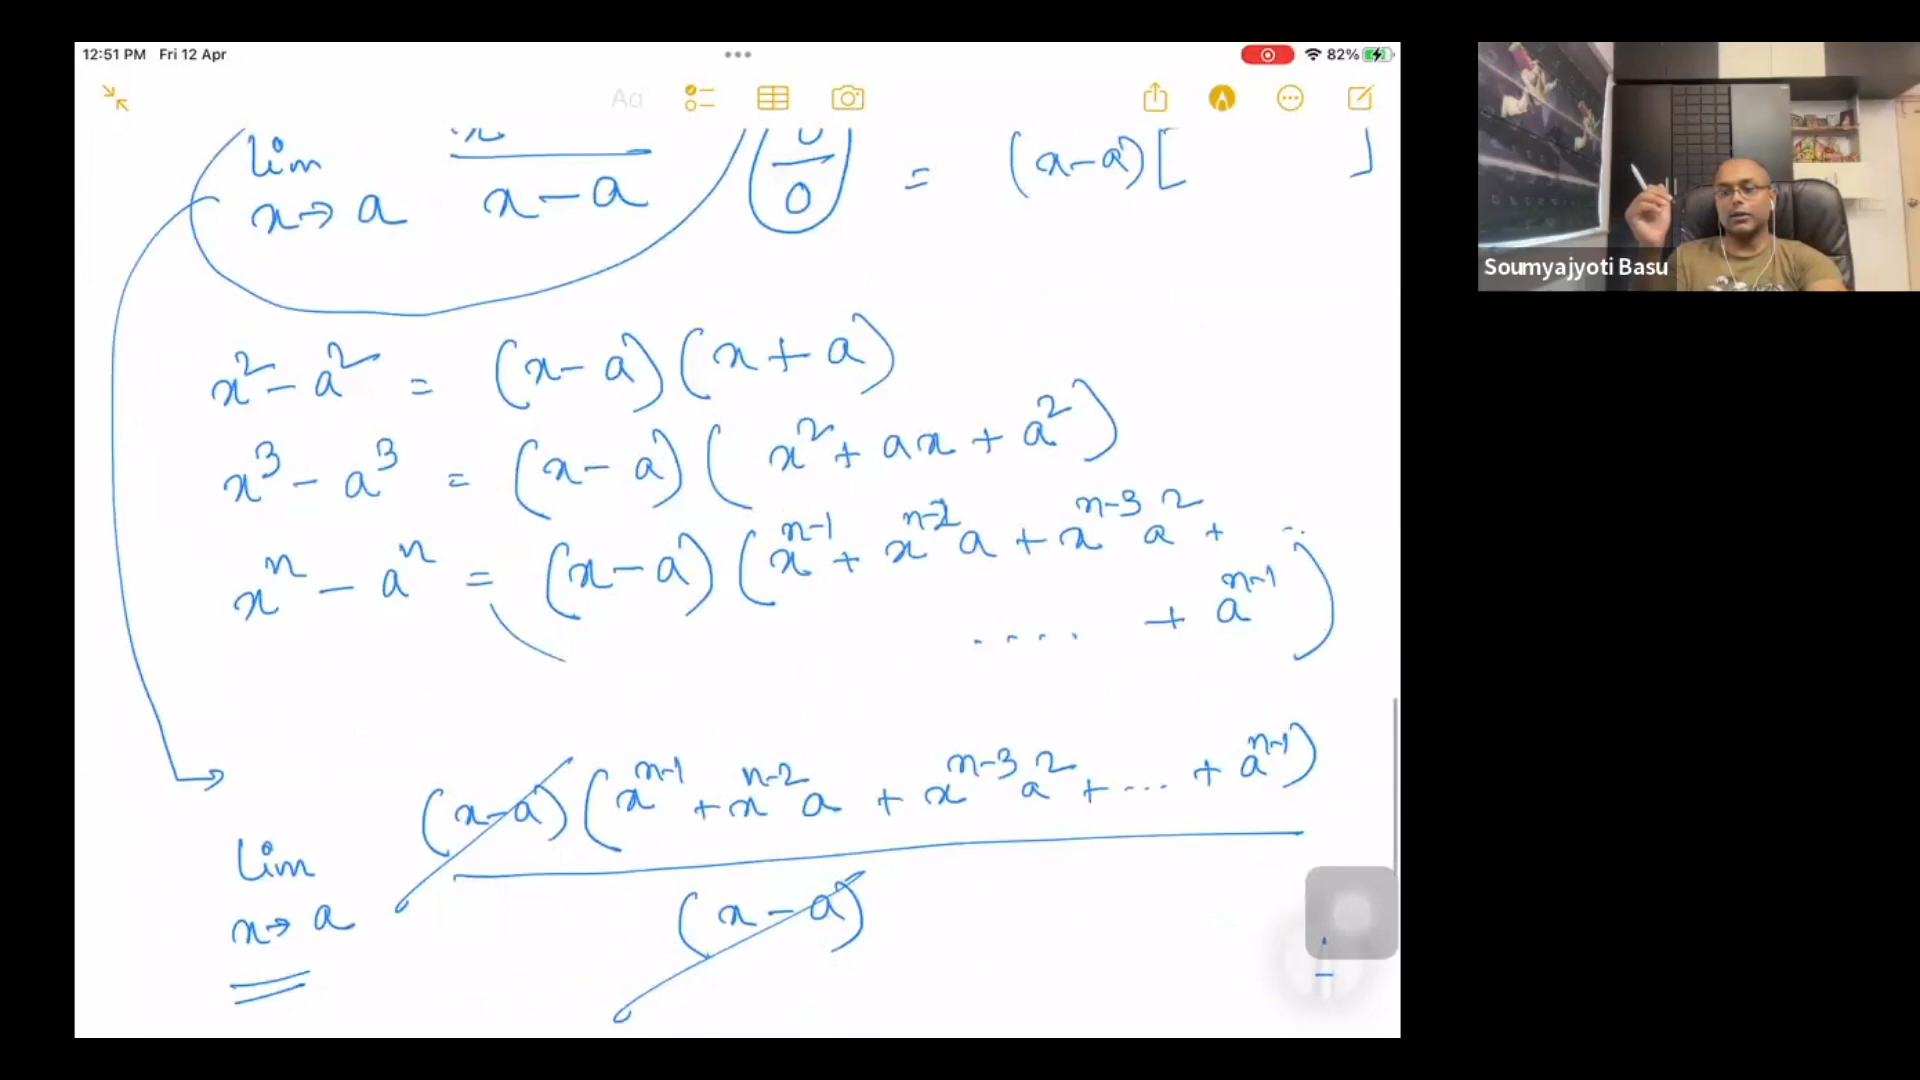 12:51 PM Fri 12 Apr
82%
Aa
lim x→a
x-a
0
= (x-a)[ ]
x²-a² = (x-a)(x+a)
x³-a³ = (x-a)(x²+ax+a²)
xⁿ-aⁿ = (x-a)(xⁿ⁻¹+xⁿ⁻²a+xⁿ⁻³a²+ ..
.... + aⁿ⁻¹)
(x-a)(xⁿ⁻¹+xⁿ⁻²a+xⁿ⁻³a²+...+aⁿ⁻¹)
lim x→a
(x-a)
Soumyajyoti Basu